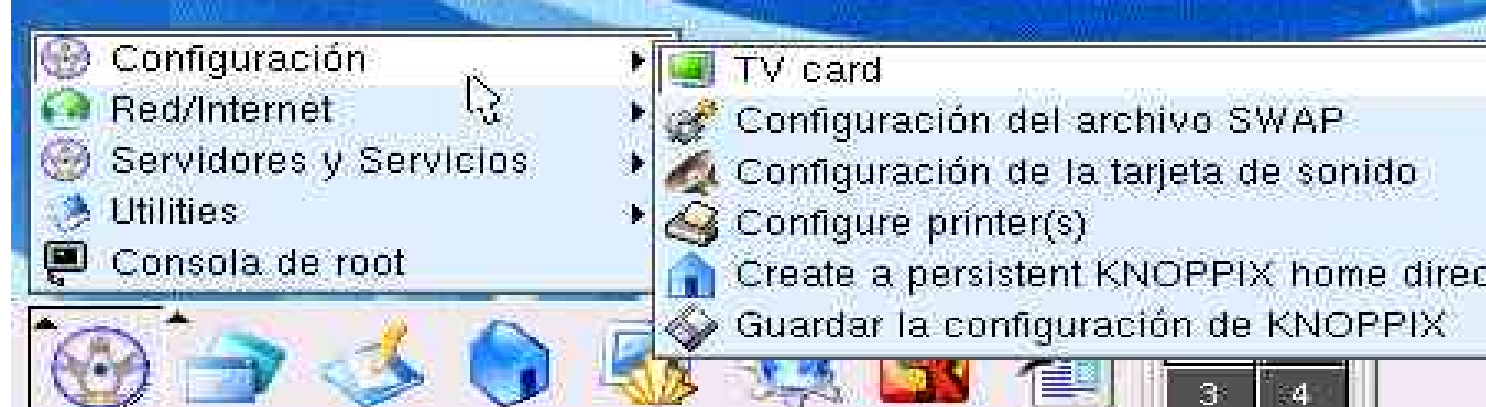 Configuración
Red/Internet
Servidores y Servicios
Utilities
Consola de root
TV card
Configuración del archivo SWAP
Configuración de la tarjeta de sonido
Configure printer(s)
Create a persistent KNOPPIX home direc
Guardar la configuración de KNOPPIX
3 4